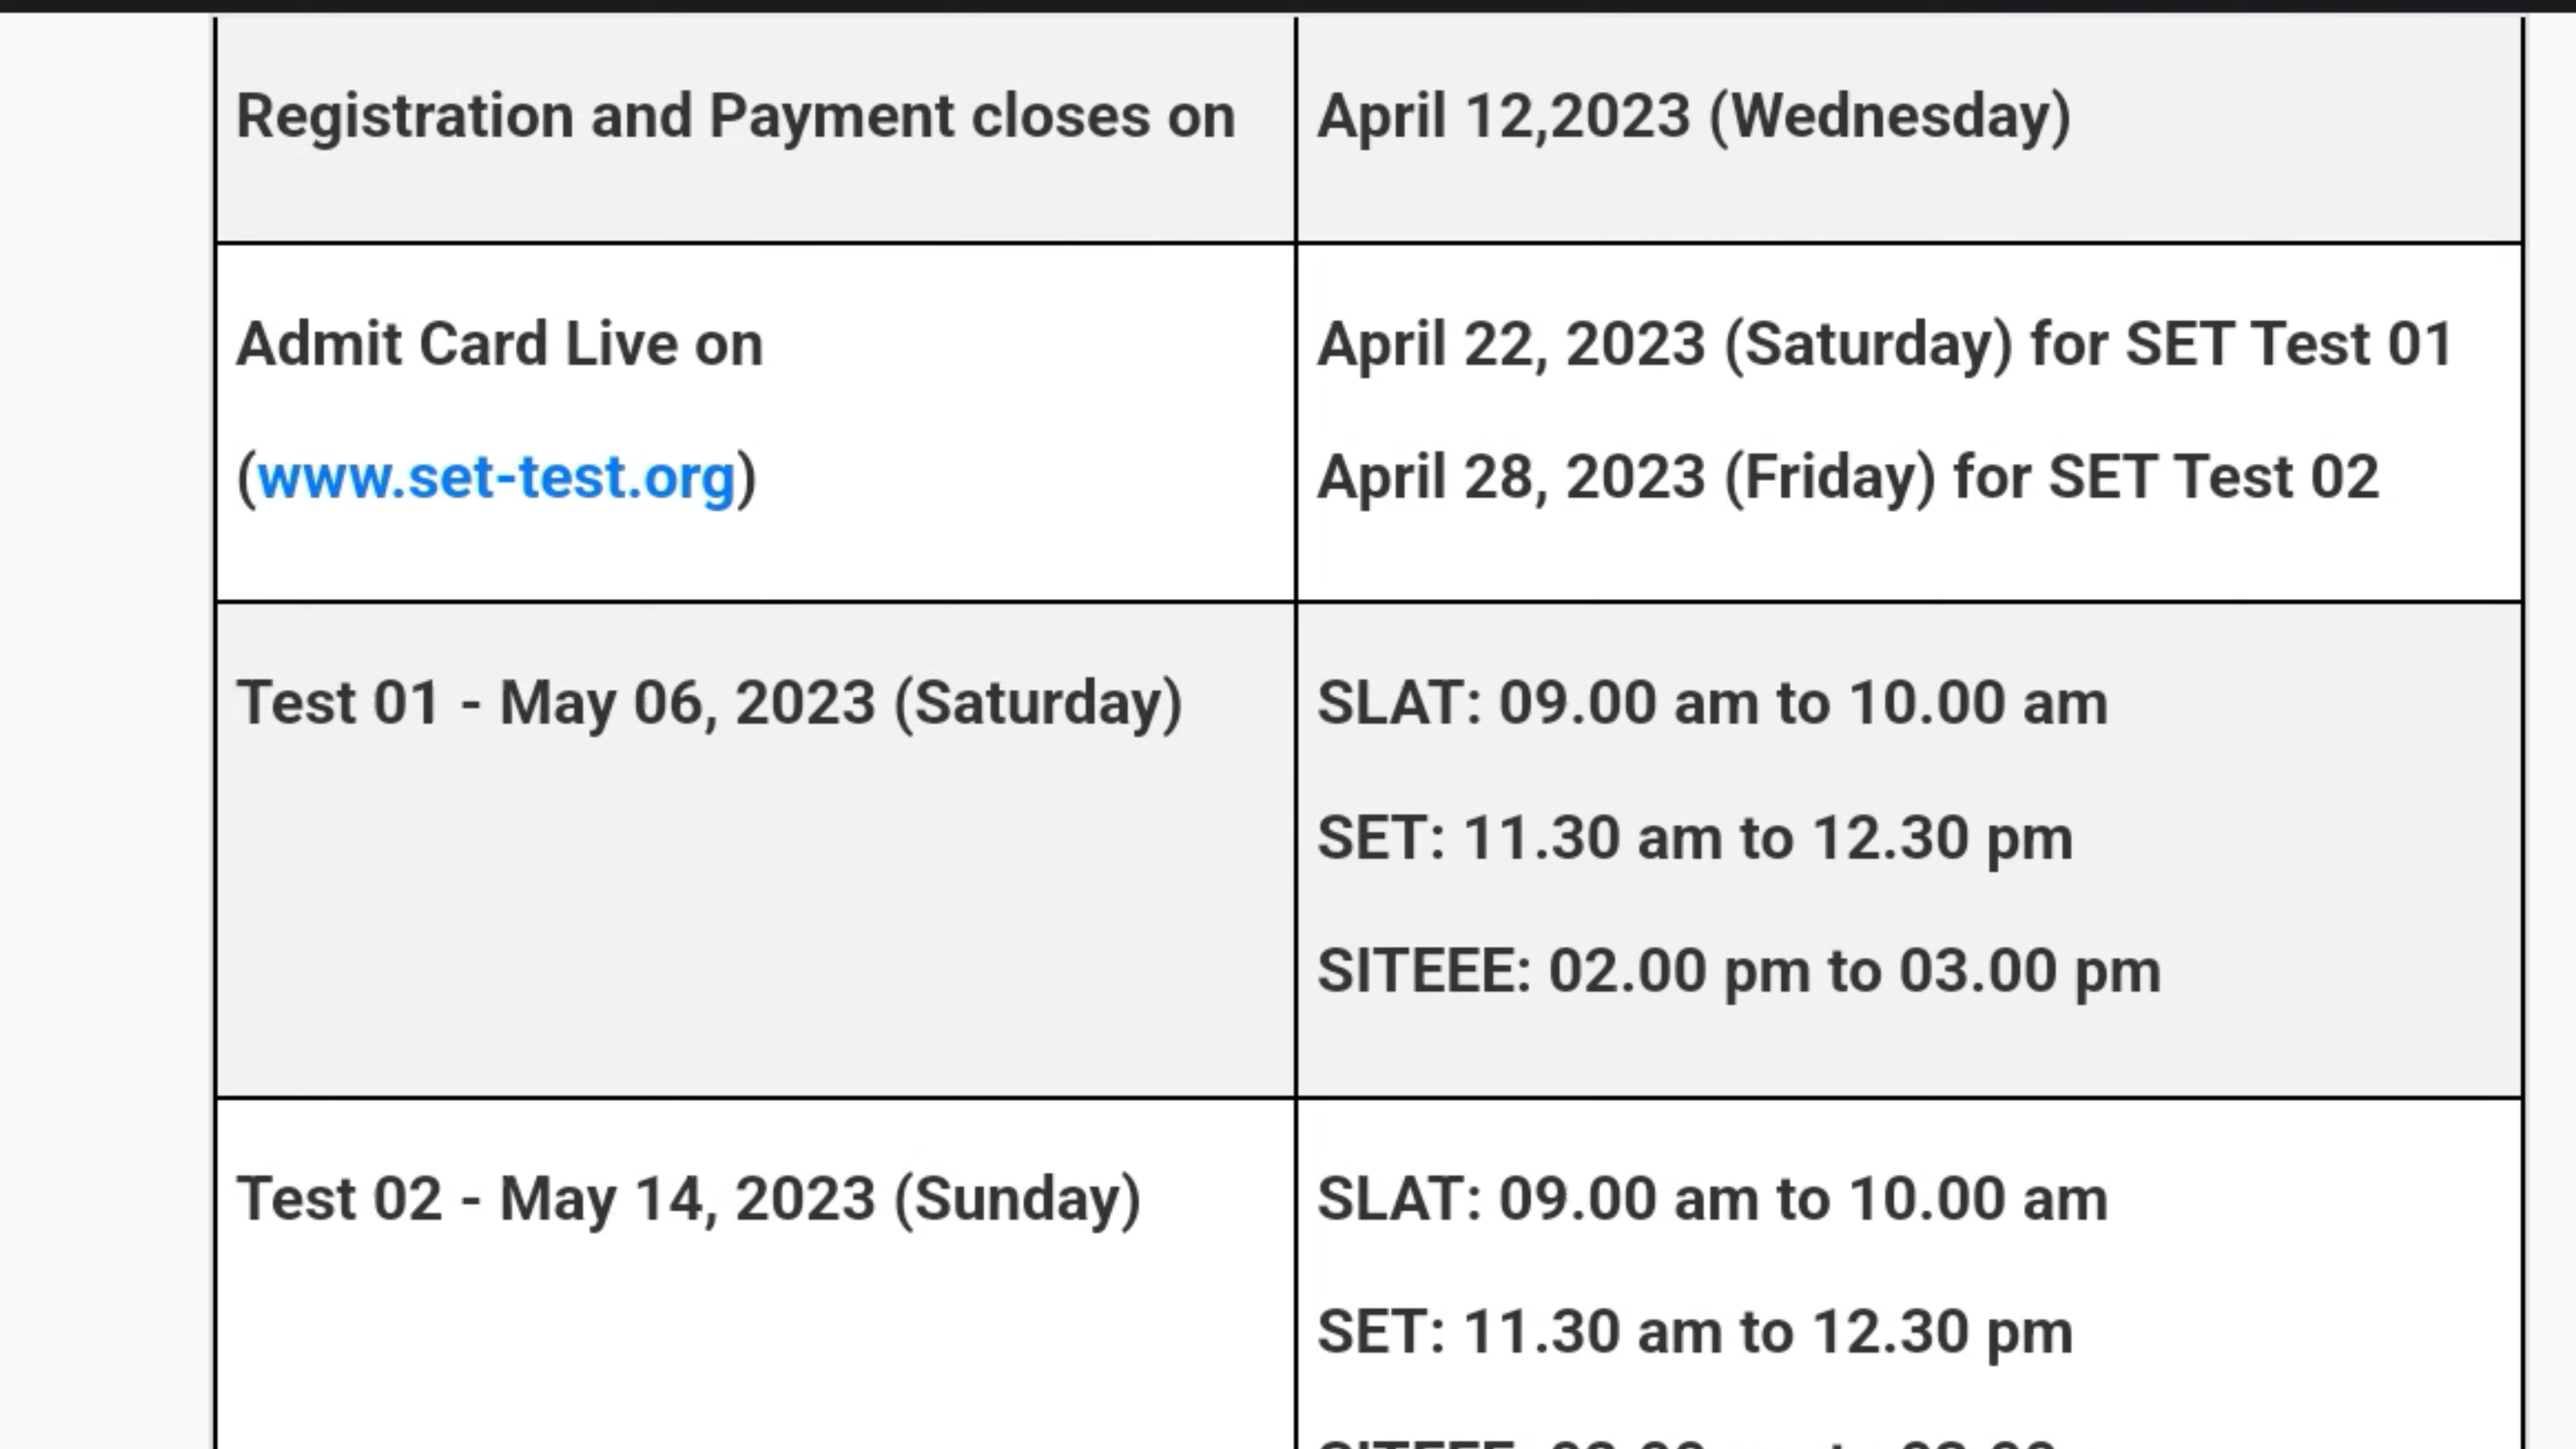 Registration and Payment closes on
April 12,2023 (Wednesday)
Admit Card Live on
(www.set-test.org)
April 22, 2023 (Saturday) for SET Test 01
April 28, 2023 (Friday) for SET Test 02
Test 01 - May 06, 2023 (Saturday)
SLAT: 09.00 am to 10.00 am
SET: 11.30 am to 12.30 pm
SITEEE: 02.00 pm to 03.00 pm
Test 02 - May 14, 2023 (Sunday)
SLAT: 09.00 am to 10.00 am
SET: 11.30 am to 12.30 pm